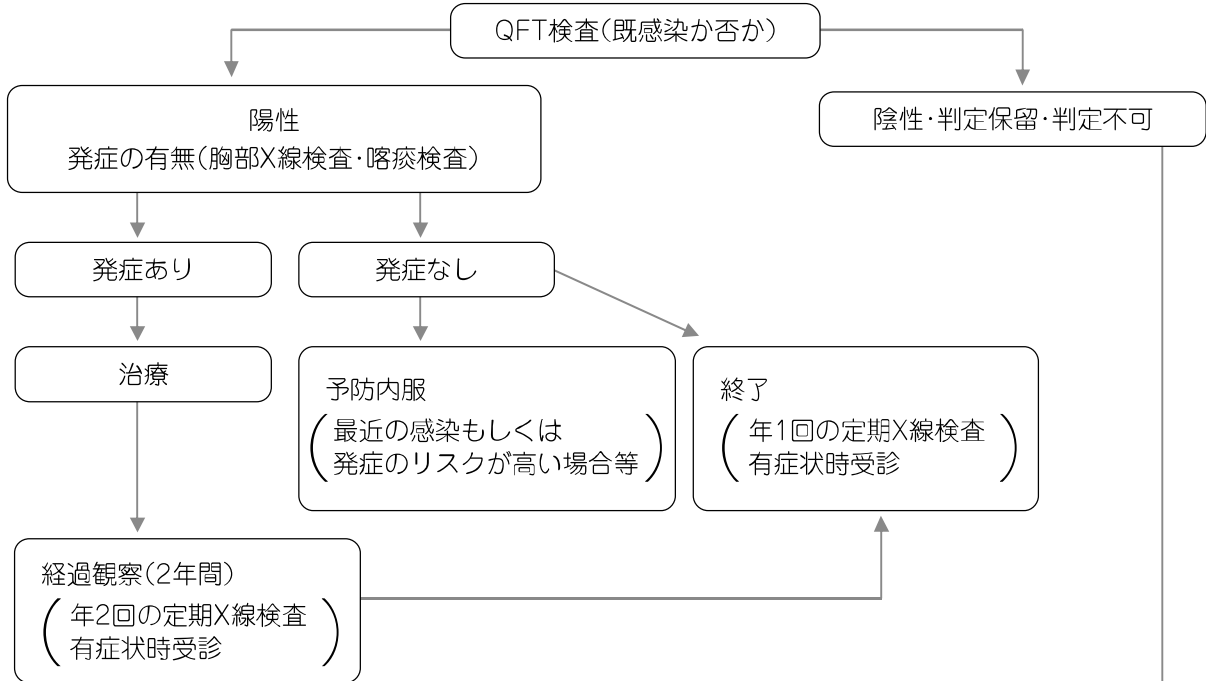 QFT検査(既感染か否か)
陽性
発症の有無(胸部X線検査・喀痰検査)
陰性・判定保留・判定不可
発症あり
発症なし
治療
予防内服
最近の感染もしくは
発症のリスクが高い場合等
終了
年1回の定期X線検査
有症状時受診
経過観察(2年間)
年2回の定期X線検査
有症状時受診